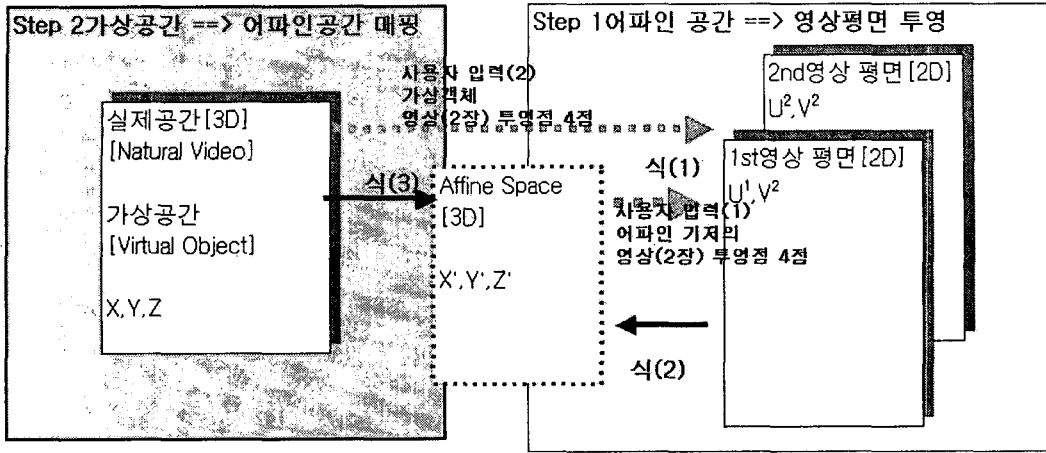 Step 2가상공간 ==> 어파인공간 매핑
실제공간[3D]
[Natural Video]
가상공간
[Virtual Object]
X,Y,Z
사용자 입력(2)
가상객체
영상(2장) 투영점 4점
식(3)
Affine Space
[3D]
X',Y',Z'
Step 1어파인 공간 ==> 영상평면 투영
2nd영상 평면[2D]
U²,V²
식(1)
1st영상 평면[2D]
U¹,V²
사용자 입력(1)
어파인 기저의
영상(2장) 투영점 4점
식(2)